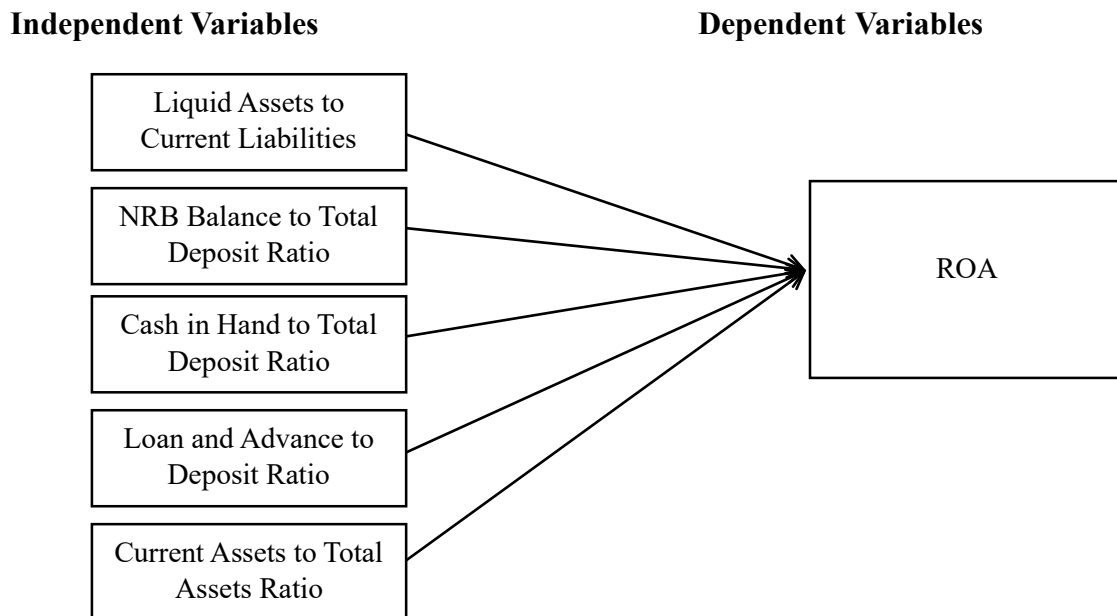 Independent Variables
Dependent Variables
Liquid Assets to
Current Liabilities
NRB Balance to Total
Deposit Ratio
Cash in Hand to Total
Deposit Ratio
Loan and Advance to
Deposit Ratio
Current Assets to Total
Assets Ratio
ROA